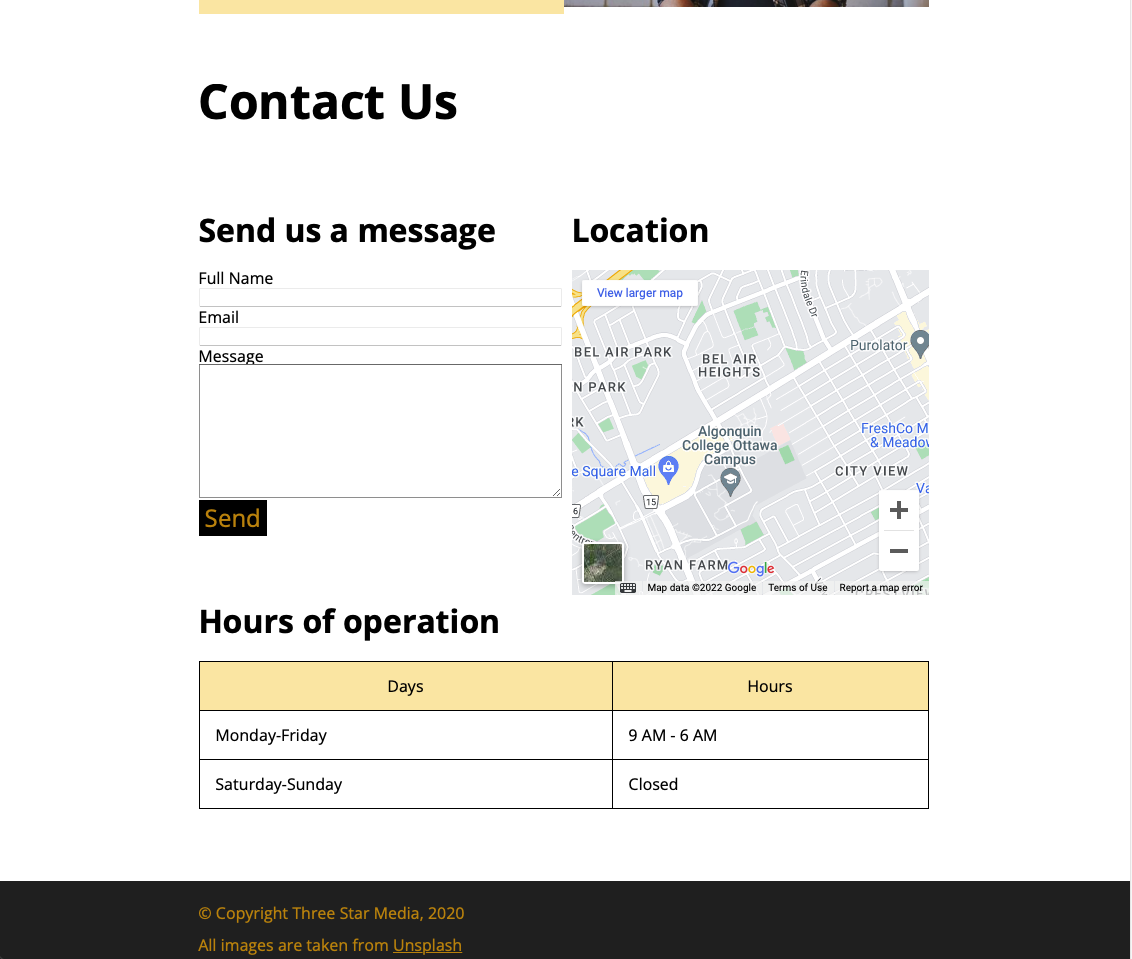 Contact Us
Send us a message
Full Name
Email
Message
Send
Location
View larger map
Erindale Dr
Purolator
BEL AIR PARK
BEL AIR
HEIGHTS
N PARK
RK
Algonquin
College Ottawa
Campus
FreshCo M
& Meadow
e Square Mall
CITY VIEW
Va
15
6
RYAN FARM
Google
Map data ©2022 Google
Terms of Use
Report a map error
Hours of operation
Days Hours
Monday-Friday 9 AM - 6 AM
Saturday-Sunday Closed
© Copyright Three Star Media, 2020
All images are taken from Unsplash